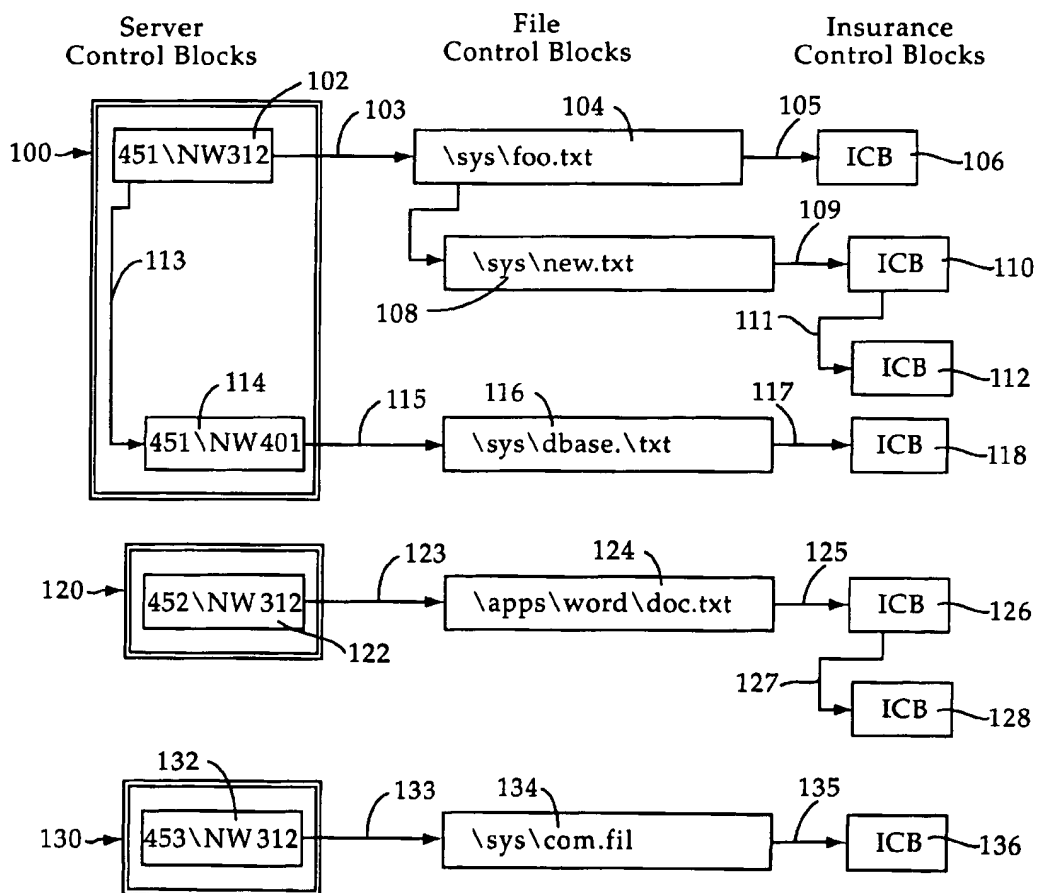 Server
Control Blocks
File
Control Blocks
Insurance
Control Blocks
102
103
104
105
100
451\NW312
\sys\foo.txt
ICB
106
109
\sys\new.txt
ICB
110
113
108
111
ICB
112
114
115
116
117
451\NW401
\sys\dbase.\txt
ICB
118
123
124
125
120
452\NW312
\apps\word\doc.txt
ICB
126
122
127
ICB
128
132
133
134
135
130
453\NW312
\sys\com.fil
ICB
136